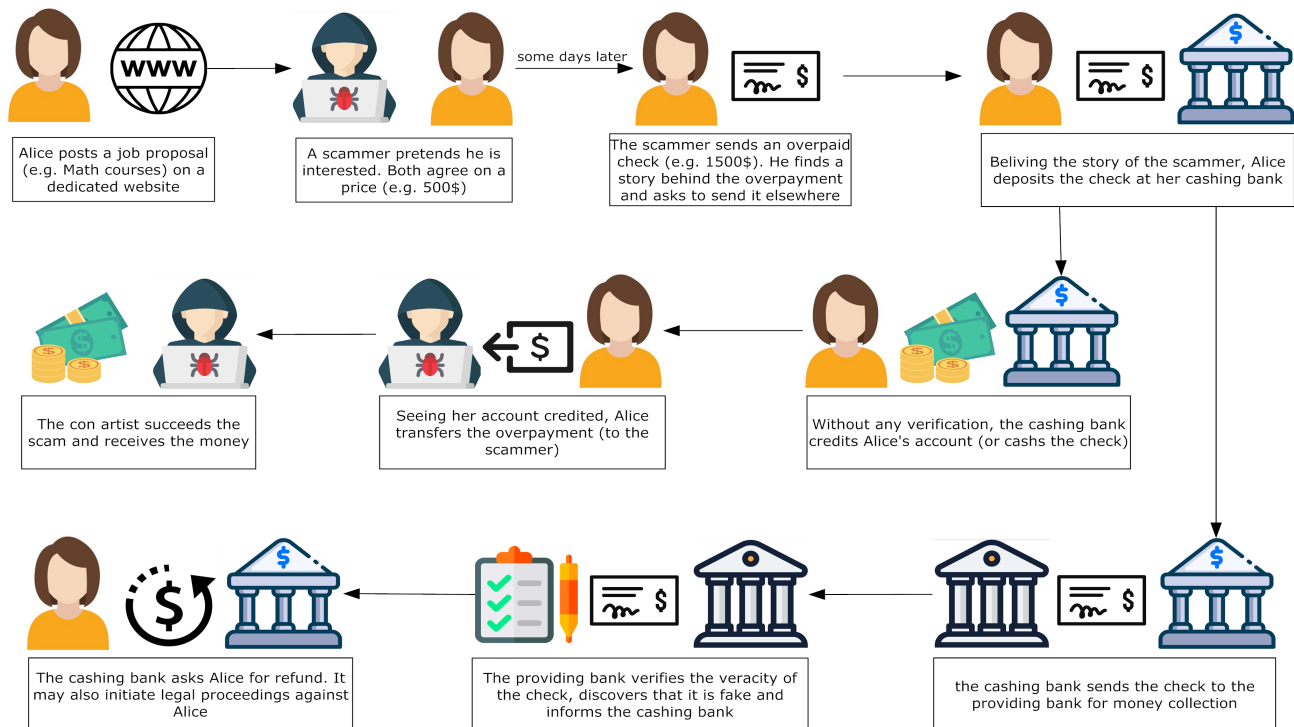 www
some days later
Alice posts a job proposal
(e.g. Math courses) on a
dedicated website
A scammer pretends he is
interested. Both agree on a
price (e.g. 500$)
The scammer sends an overpaid
check (e.g. 1500$). He finds a
story behind the overpayment
and asks to send it elsewhere
$
$
$
Beliving the story of the scammer, Alice
deposits the check at her cashing bank
The con artist succeeds the
scam and receives the money
$
Seeing her account credited, Alice
transfers the overpayment (to the
scammer)
$
$
Without any verification, the cashing bank
credits Alice's account (or cashs the check)
$
$
The cashing bank asks Alice for refund. It
may also initiate legal proceedings against
Alice
$
The providing bank verifies the veracity of
the check, discovers that it is fake and
informs the cashing bank
$
$
the cashing bank sends the check to the
providing bank for money collection